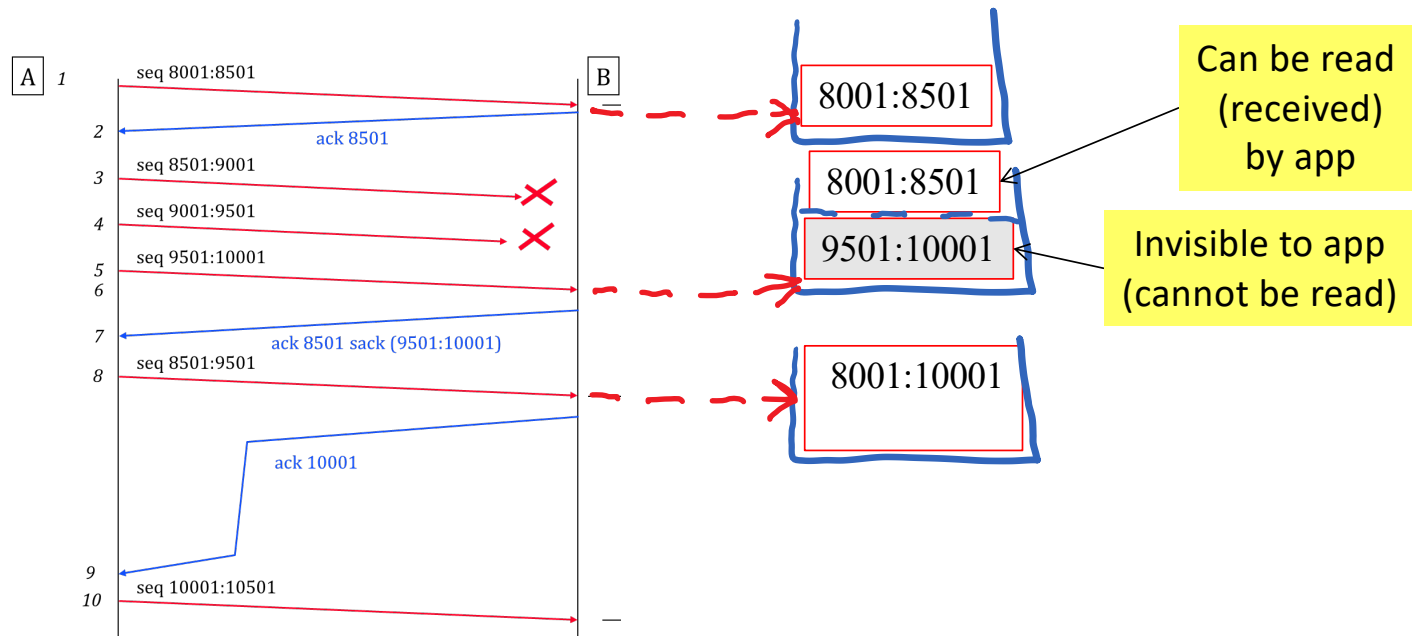 A
1
seq 8001:8501
B
2
ack 8501
3
seq 8501:9001
4
seq 9001:9501
5
seq 9501:10001
6
7
ack 8501 sack (9501:10001)
seq 8501:9501
8
ack 10001
9
seq 10001:10501
10
8001:8501
8001:8501
9501:10001
8001:10001
Can be read
(received)
by app
Invisible to app
(cannot be read)